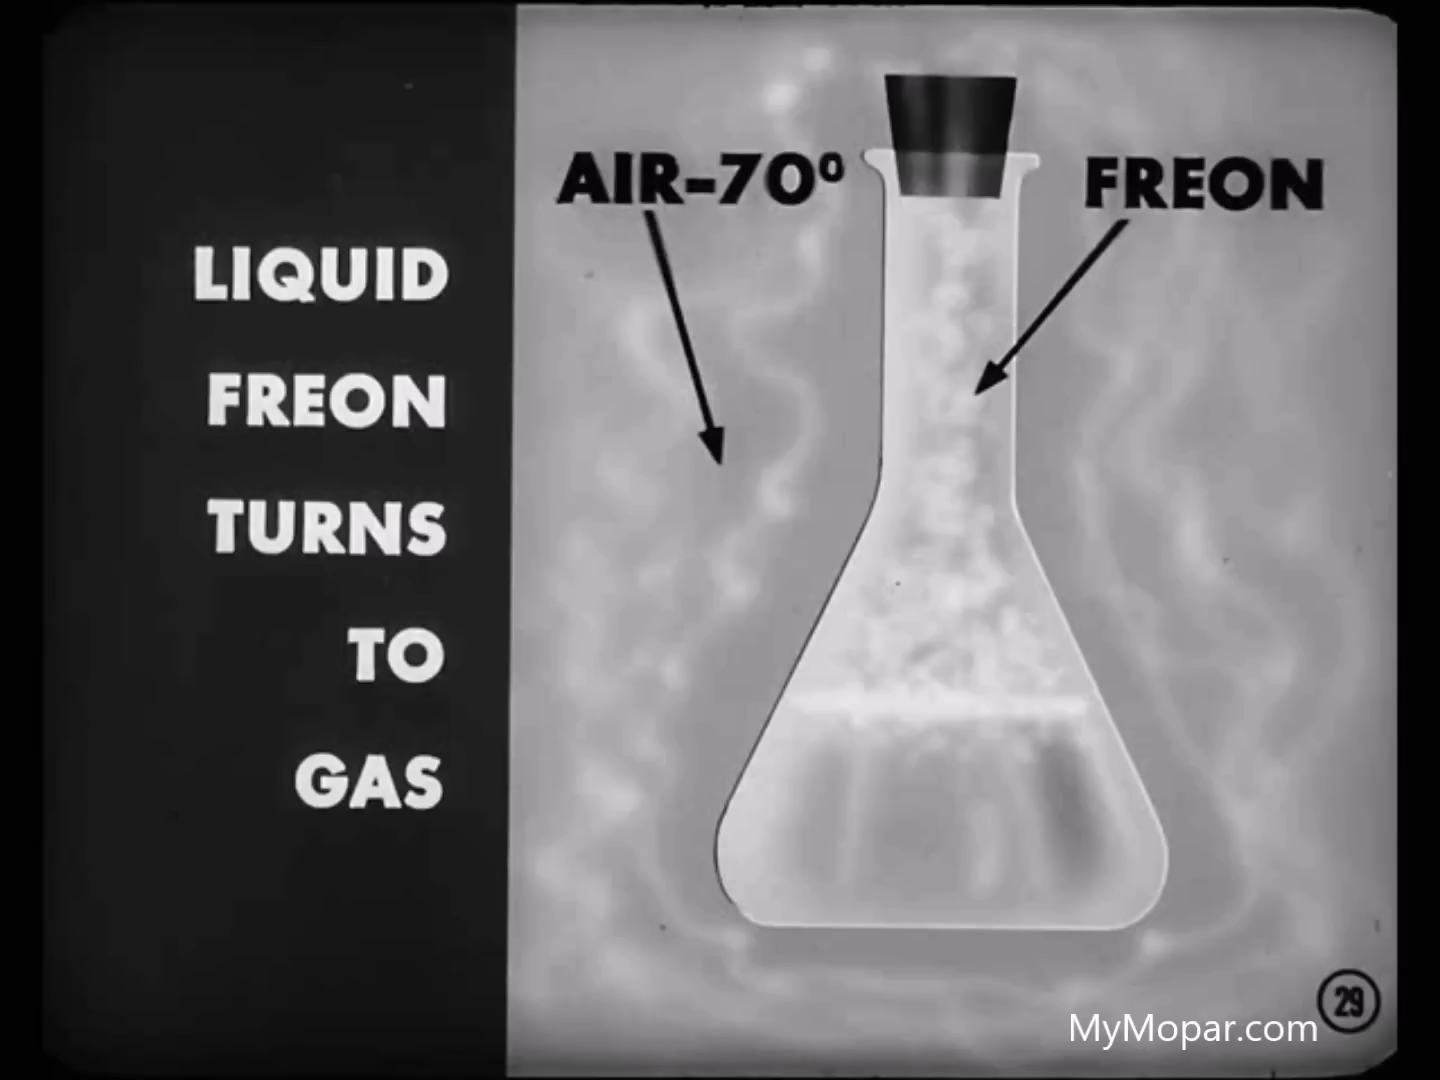 LIQUID
FREON
TURNS
TO
GAS
AIR-70°
FREON
29
MyMopar.com